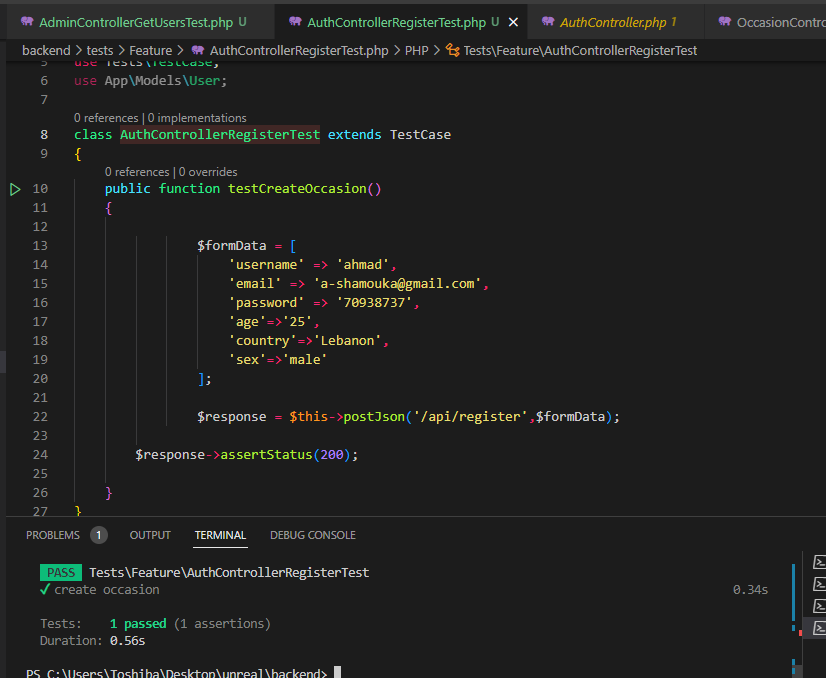 AdminControllerGetUsersTest.php U AuthControllerRegisterTest.php U AuthController.php 1 OccasionContro
backend > tests > Feature > AuthControllerRegisterTest.php > PHP > Tests\Feature\AuthControllerRegisterTest
5 use Tests\TestCase;
6 use App\Models\User;
7
0 references | 0 implementations
8 class AuthControllerRegisterTest extends TestCase
9 {
0 references | 0 overrides
10 public function testCreateOccasion()
11 {
12
13 $formData = [
14 'username' => 'ahmad',
15 'email' => 'a-shamouka@gmail.com',
16 'password' => '70938737',
17 'age'=>'25',
18 'country'=>'Lebanon',
19 'sex'=>'male'
20 ];
21
22 $response = $this->postJson('/api/register',$formData);
23
24 $response->assertStatus(200);
25
26 }
27 }
PROBLEMS 1 OUTPUT TERMINAL DEBUG CONSOLE
PASS Tests\Feature\AuthControllerRegisterTest
✓ create occasion 0.34s
Tests: 1 passed (1 assertions)
Duration: 0.56s
PS C:\Users\Toshiba\Desktop\unreal\backend>